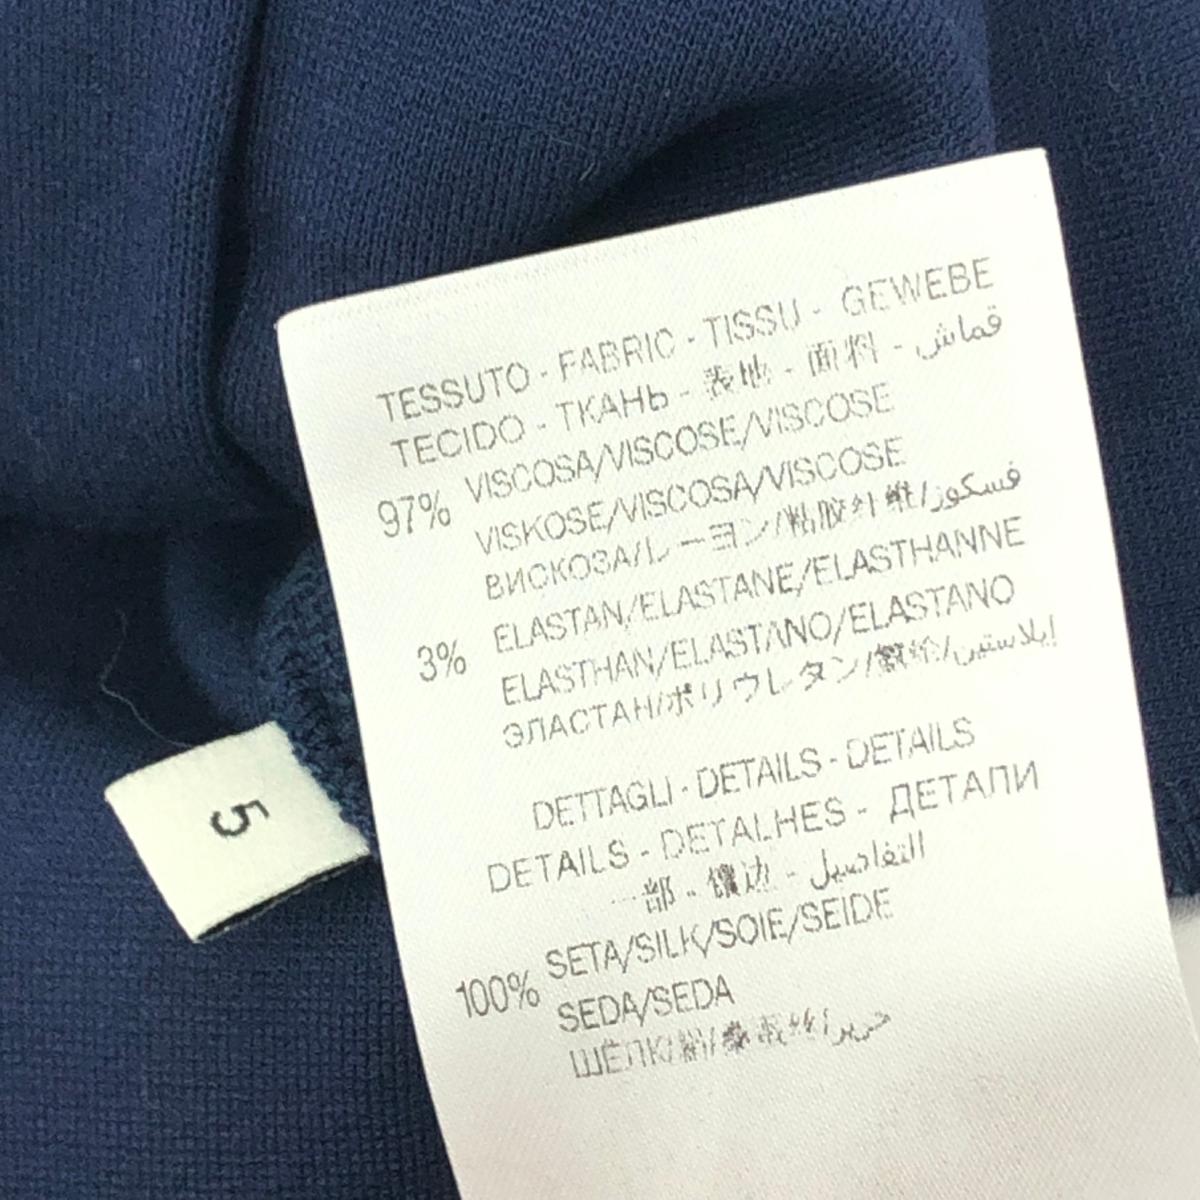 TESSUTO - FABRIC - TISSU - GEWEBE
TECIDO - ТКАНЬ - 表地 - 面料 - قماش
97% VISCOSA/VISCOSE/VISCOSE
VISKOSE/VISCOSA/VISCOSE
ВИСКОЗА/レーヨン/粘胶纤维/فسكوز
3% ELASTAN/ELASTANE/ELASTHANNE
ELASTHAN/ELASTANO/ELASTANO
ЭЛАСТАН/ポリウレタン/إيلاستين
DETTAGLI - DETAILS - DETAILS
DETAILS - DETALHES - ДЕТАЛИ
一部 - 镶边 - التفاصيل
100% SETA/SILK/SOIE/SEIDE
SEDA/SEDA
ШЁЛК/絹/桑蚕丝/حرير
5